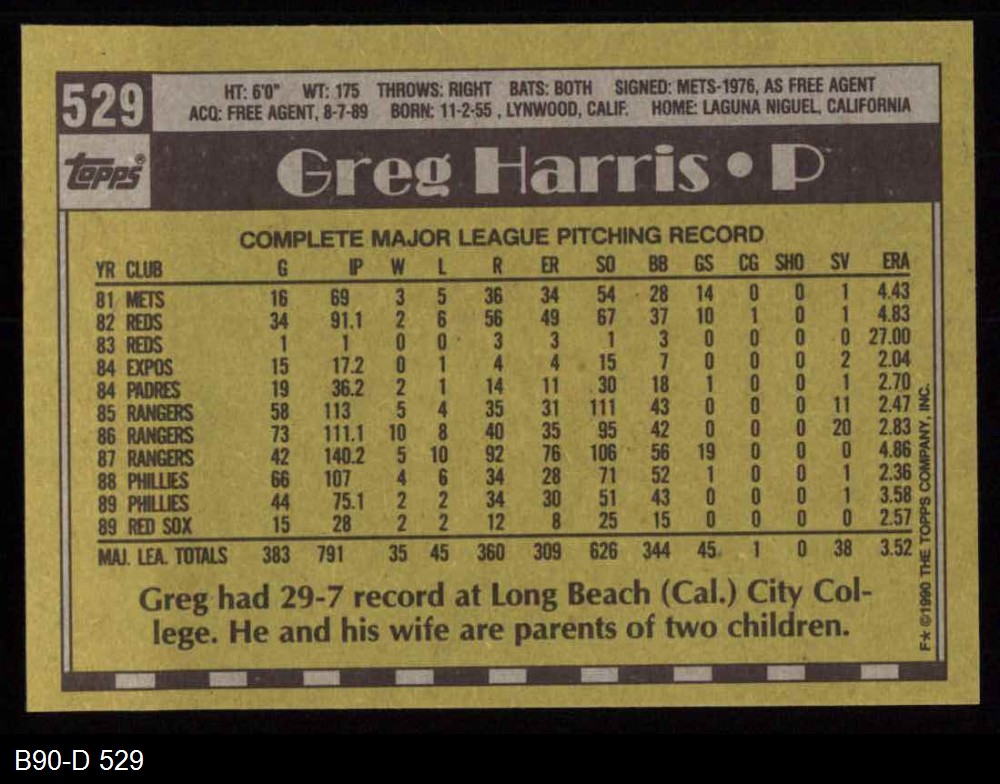 529
HT: 6'0" WT: 175 THROWS: RIGHT BATS: BOTH SIGNED: METS-1976, AS FREE AGENT
ACQ: FREE AGENT, 8-7-89 BORN: 11-2-55 , LYNWOOD, CALIF. HOME: LAGUNA NIGUEL, CALIFORNIA
TOPPS®
Greg Harris • P
COMPLETE MAJOR LEAGUE PITCHING RECORD
YR CLUB G IP W L R ER SO BB GS CG SHO SV ERA
81 METS 16 69 3 5 36 34 54 28 14 0 0 1 4.43
82 REDS 34 91.1 2 6 56 49 67 37 10 1 0 1 4.83
83 REDS 1 1 0 0 3 3 1 3 0 0 0 0 27.00
84 EXPOS 15 17.2 0 1 4 4 15 7 0 0 0 2 2.04
84 PADRES 19 36.2 2 1 14 11 30 18 1 0 0 1 2.70
85 RANGERS 58 113 5 4 35 31 111 43 0 0 0 11 2.47
86 RANGERS 73 111.1 10 8 40 35 95 42 0 0 0 20 2.83
87 RANGERS 42 140.2 5 10 92 76 106 56 19 0 0 0 4.86
88 PHILLIES 66 107 4 6 34 28 71 52 1 0 0 1 2.36
89 PHILLIES 44 75.1 2 2 34 30 51 43 0 0 0 1 3.58
89 RED SOX 15 28 2 2 12 8 25 15 0 0 0 0 2.57
MAJ. LEA. TOTALS 383 791 35 45 360 309 626 344 45 1 0 38 3.52
Greg had 29-7 record at Long Beach (Cal.) City Col-
lege. He and his wife are parents of two children.
F* ©1990 THE TOPPS COMPANY, INC.
B90-D 529